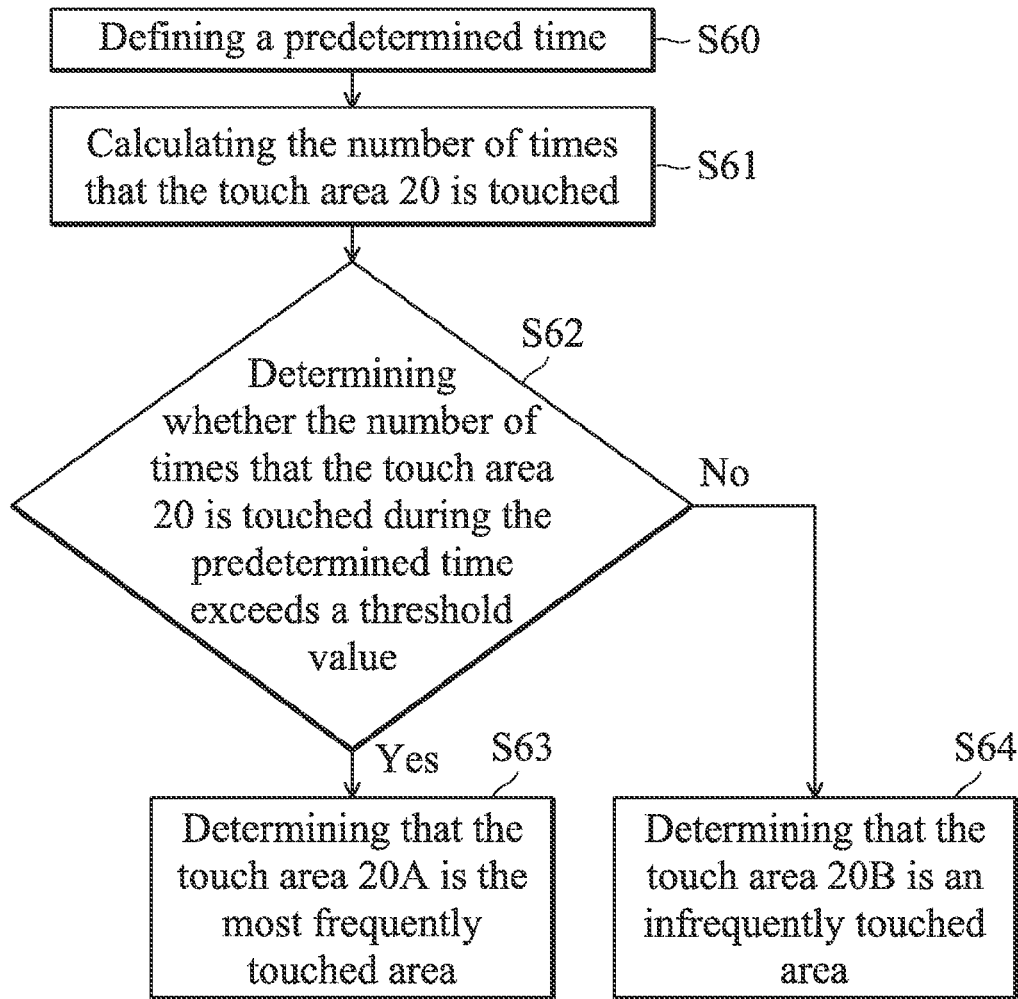 Defining a predetermined time
S60
Calculating the number of times
that the touch area 20 is touched
S61
S62
Determining
whether the number of
times that the touch area
20 is touched during the
predetermined time
exceeds a threshold
value
No
Yes
S63
Determining that the
touch area 20A is the
most frequently
touched area
S64
Determining that the
touch area 20B is an
infrequently touched
area